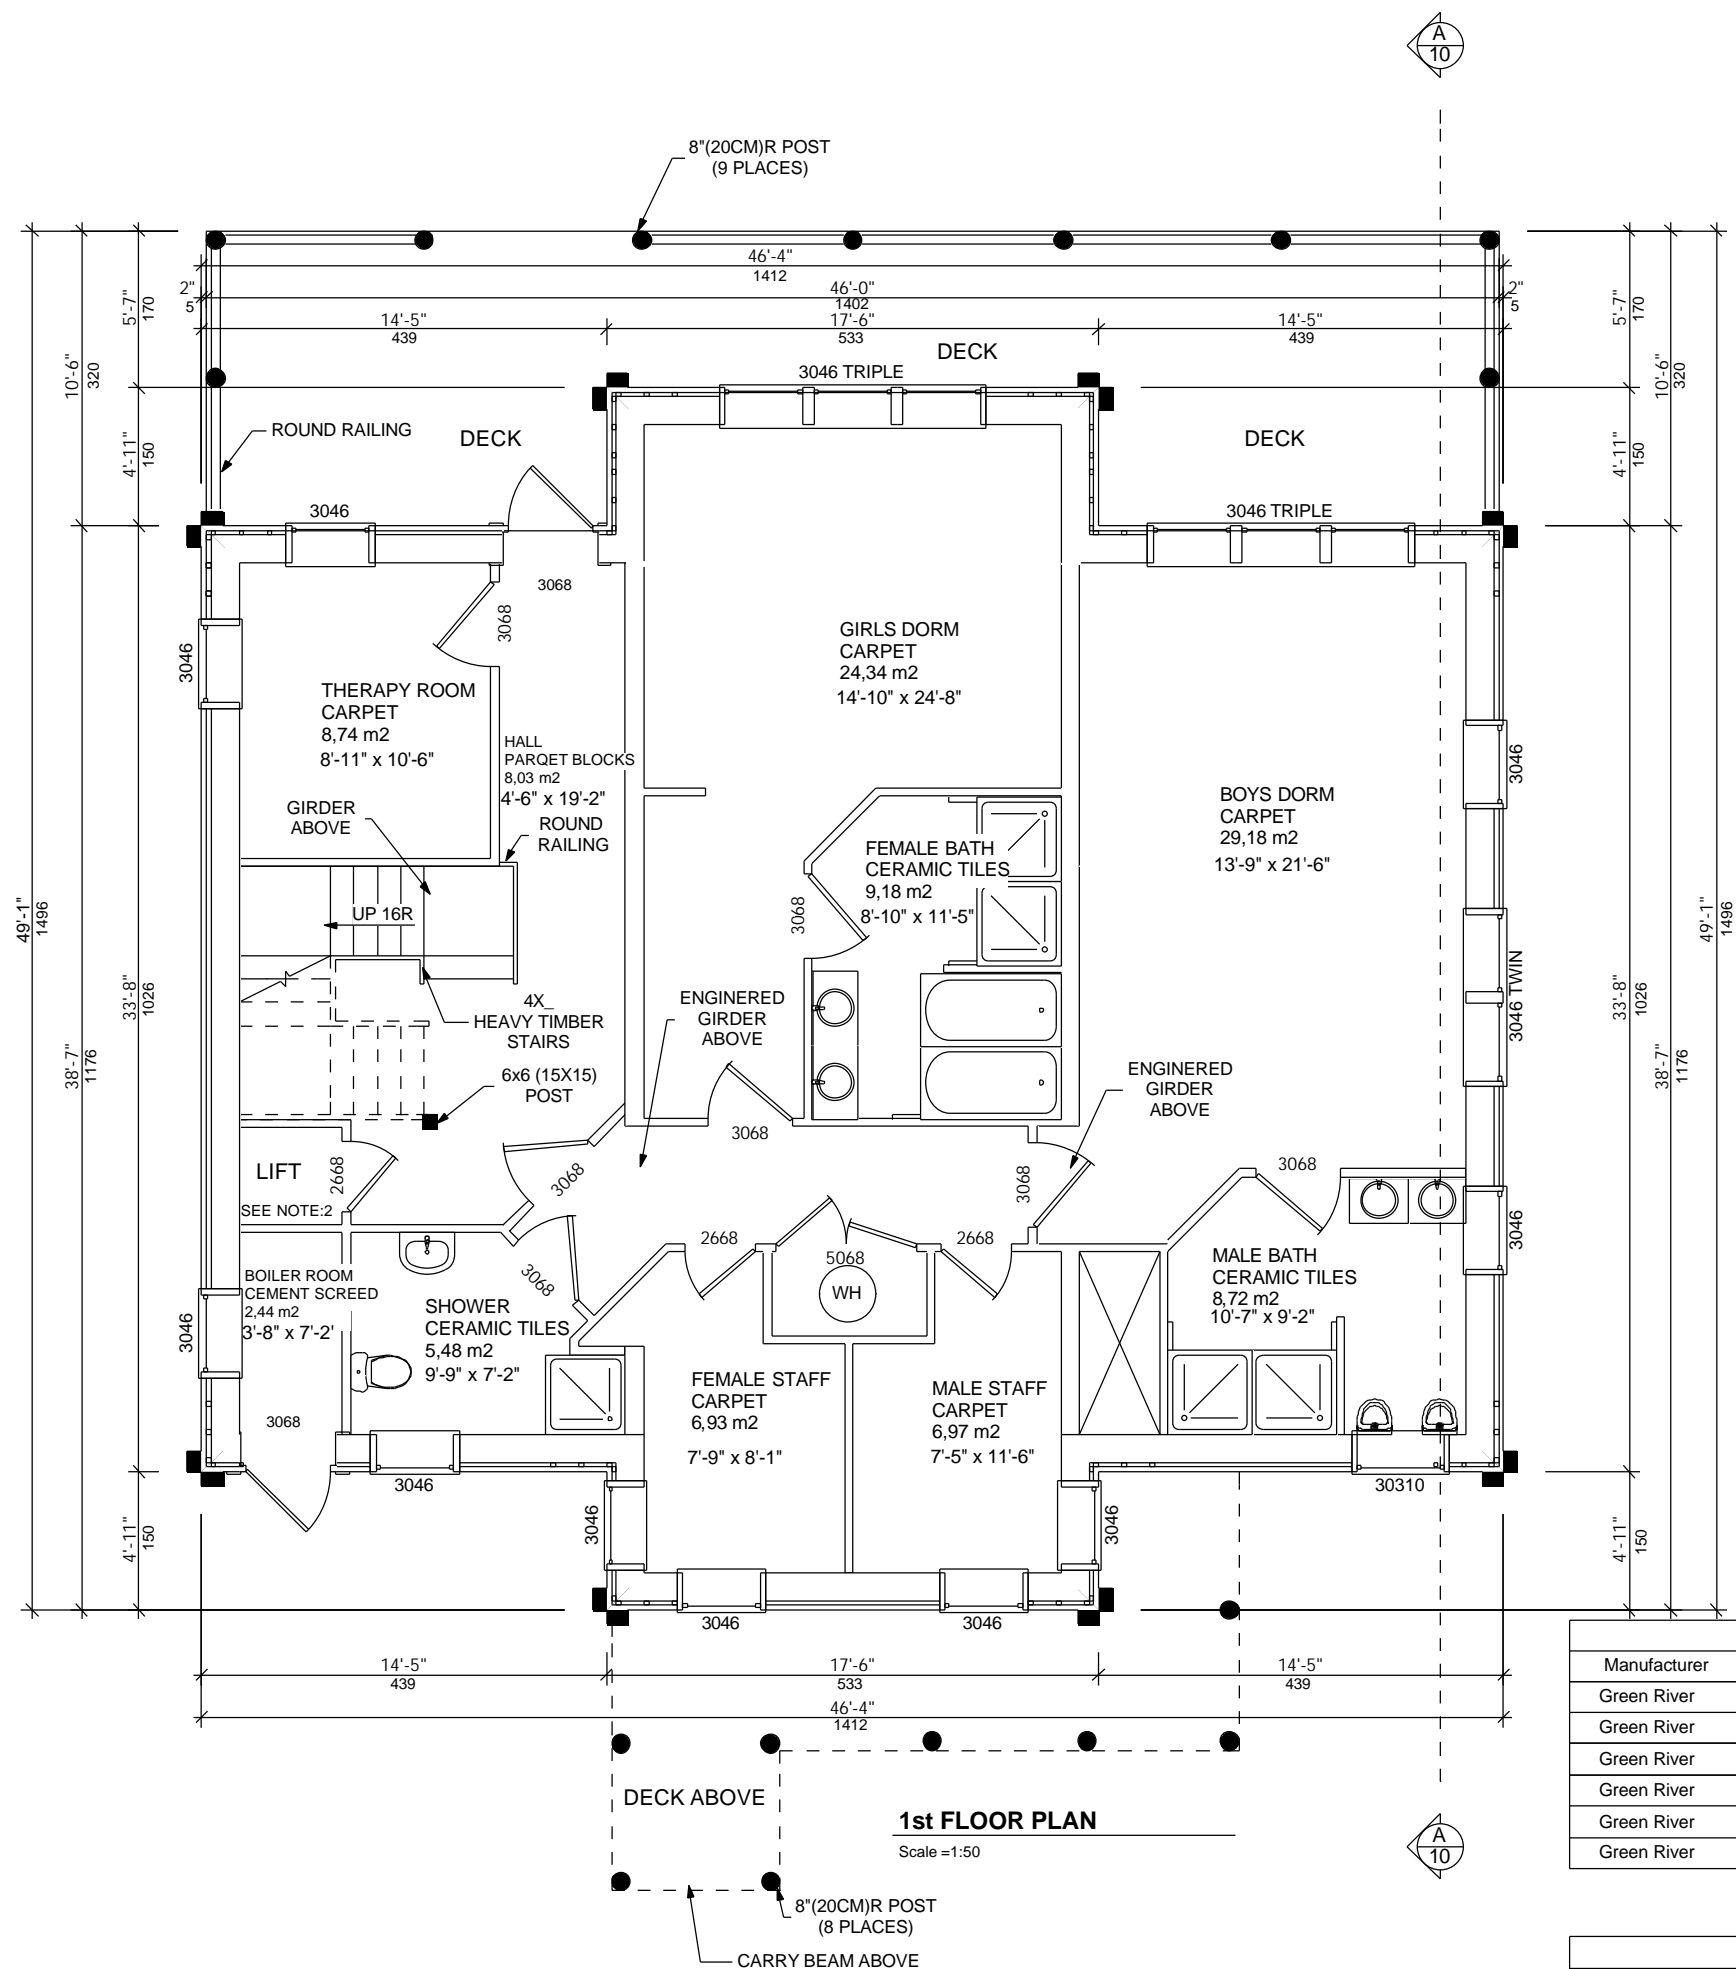 A
10
8"(20CM)R POST
(9 PLACES)
46'-4"
1412
2"
5
46'-0"
1402
2"
5
14'-5"
439
17'-6"
533
14'-5"
439
5'-7"
170
10'-6"
320
4'-11"
150
5'-7"
170
10'-6"
320
4'-11"
150
DECK
3046 TRIPLE
ROUND RAILING
DECK
DECK
3046
3046 TRIPLE
3068
3068
3046
GIRLS DORM
CARPET
24,34 m2
14'-10" x 24'-8"
THERAPY ROOM
CARPET
8,74 m2
8'-11" x 10'-6"
HALL
PARQET BLOCKS
8,03 m2
4'-6" x 19'-2"
GIRDER
ABOVE
ROUND
RAILING
BOYS DORM
CARPET
29,18 m2
13'-9" x 21'-6"
3046
FEMALE BATH
CERAMIC TILES
9,18 m2
8'-10" x 11'-5"
3068
UP 16R
49'-1"
1496
38'-7"
1176
33'-8"
1026
33'-8"
1026
38'-7"
1176
49'-1"
1496
3046 TWIN
4X_
HEAVY TIMBER
STAIRS
ENGINERED
GIRDER
ABOVE
6x6 (15X15)
POST
ENGINERED
GIRDER
ABOVE
3068
LIFT
2668
SEE NOTE:2
3068
3068
3068
3046
2668
5068
2668
WH
3068
BOILER ROOM
CEMENT SCREED
2,44 m2
3'-8" x 7'-2'
3046
SHOWER
CERAMIC TILES
5,48 m2
9'-9" x 7'-2"
MALE BATH
CERAMIC TILES
8,72 m2
10'-7" x 9'-2"
FEMALE STAFF
CARPET
6,93 m2
7'-9" x 8'-1"
MALE STAFF
CARPET
6,97 m2
7'-5" x 11'-6"
3068
3046
30310
3046
3046
4'-11"
150
4'-11"
150
3046
3046
14'-5"
439
17'-6"
533
14'-5"
439
46'-4"
1412
Manufacturer
Green River
Green River
Green River
Green River
Green River
Green River
DECK ABOVE
1st FLOOR PLAN
Scale =1:50
A
10
8"(20CM)R POST
(8 PLACES)
CARRY BEAM ABOVE